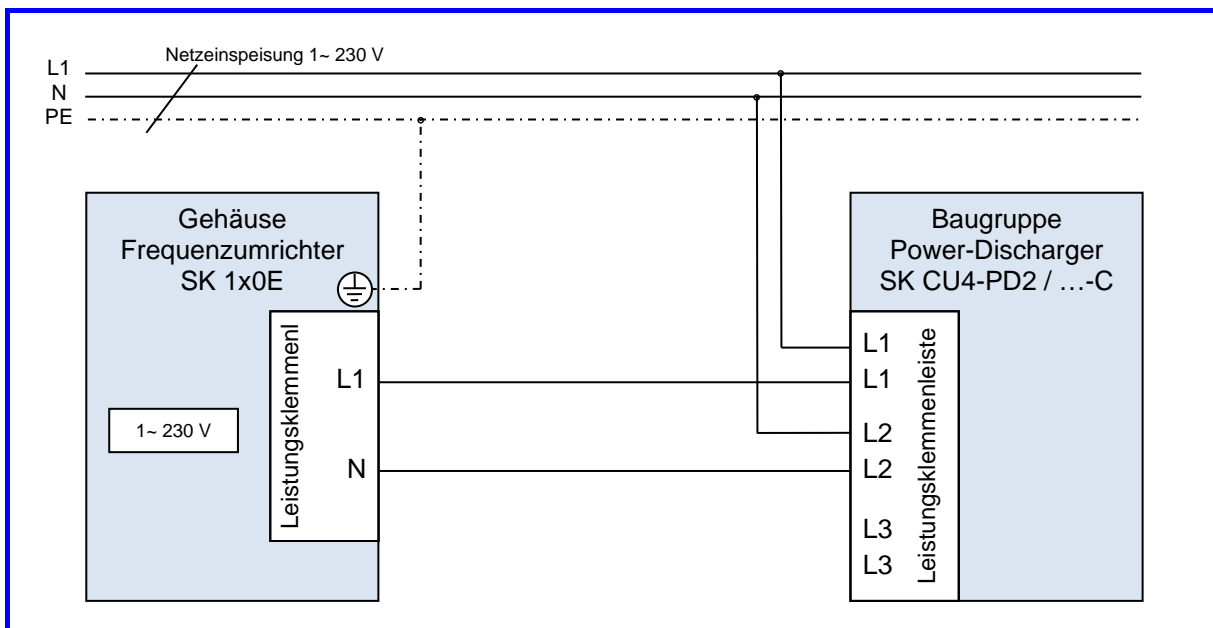 Netzeinspeisung 1~ 230 V
L1
N
PE
Gehäuse
Frequenzumrichter
SK 1x0E
Leistungsklemmenl
L1
N
1~ 230 V
Baugruppe
Power-Discharger
SK CU4-PD2 / …-C
L1
L1
L2
L2
L3
L3
Leistungsklemmenleiste